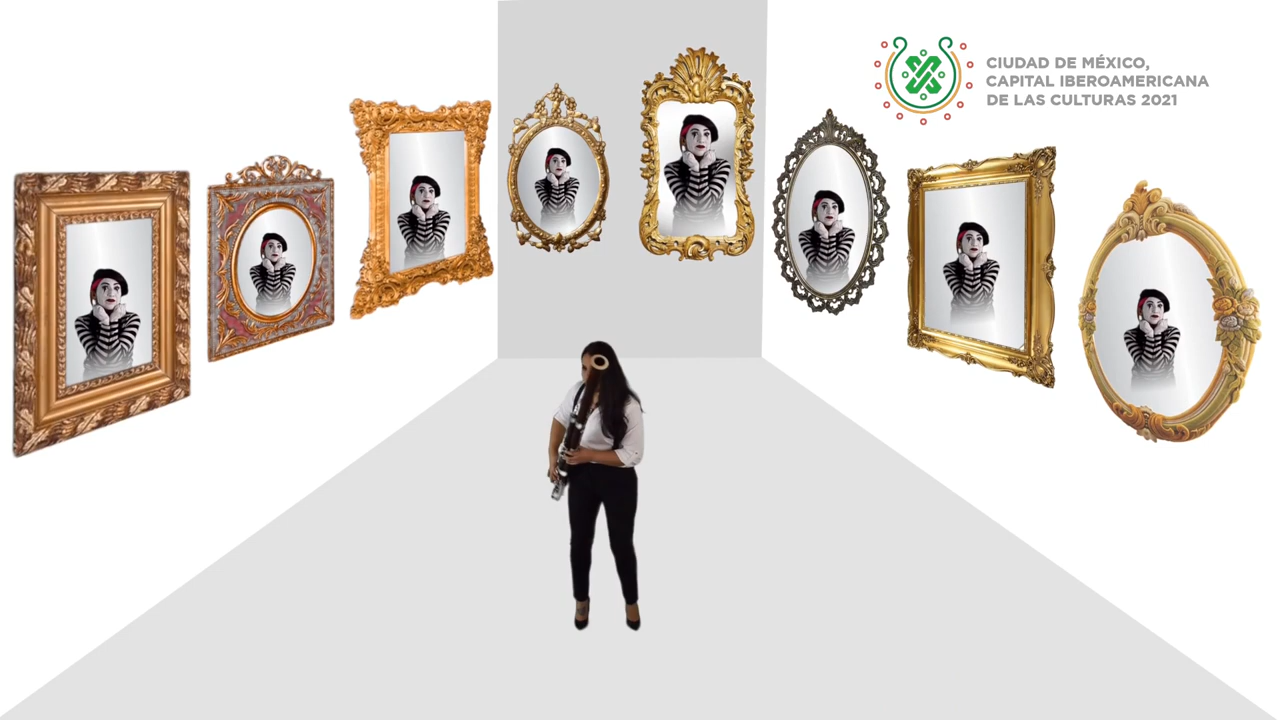 CIUDAD DE MÉXICO,
CAPITAL IBEROAMERICANA
DE LAS CULTURAS 2021